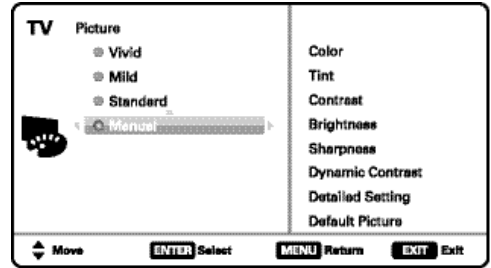 TV Picture
Vivid
Mild
Standard
Manual
Color
Tint
Contrast
Brightness
Sharpness
Dynamic Contrast
Detailed Setting
Default Picture
Move ENTER Select MENU Return EXIT Exit